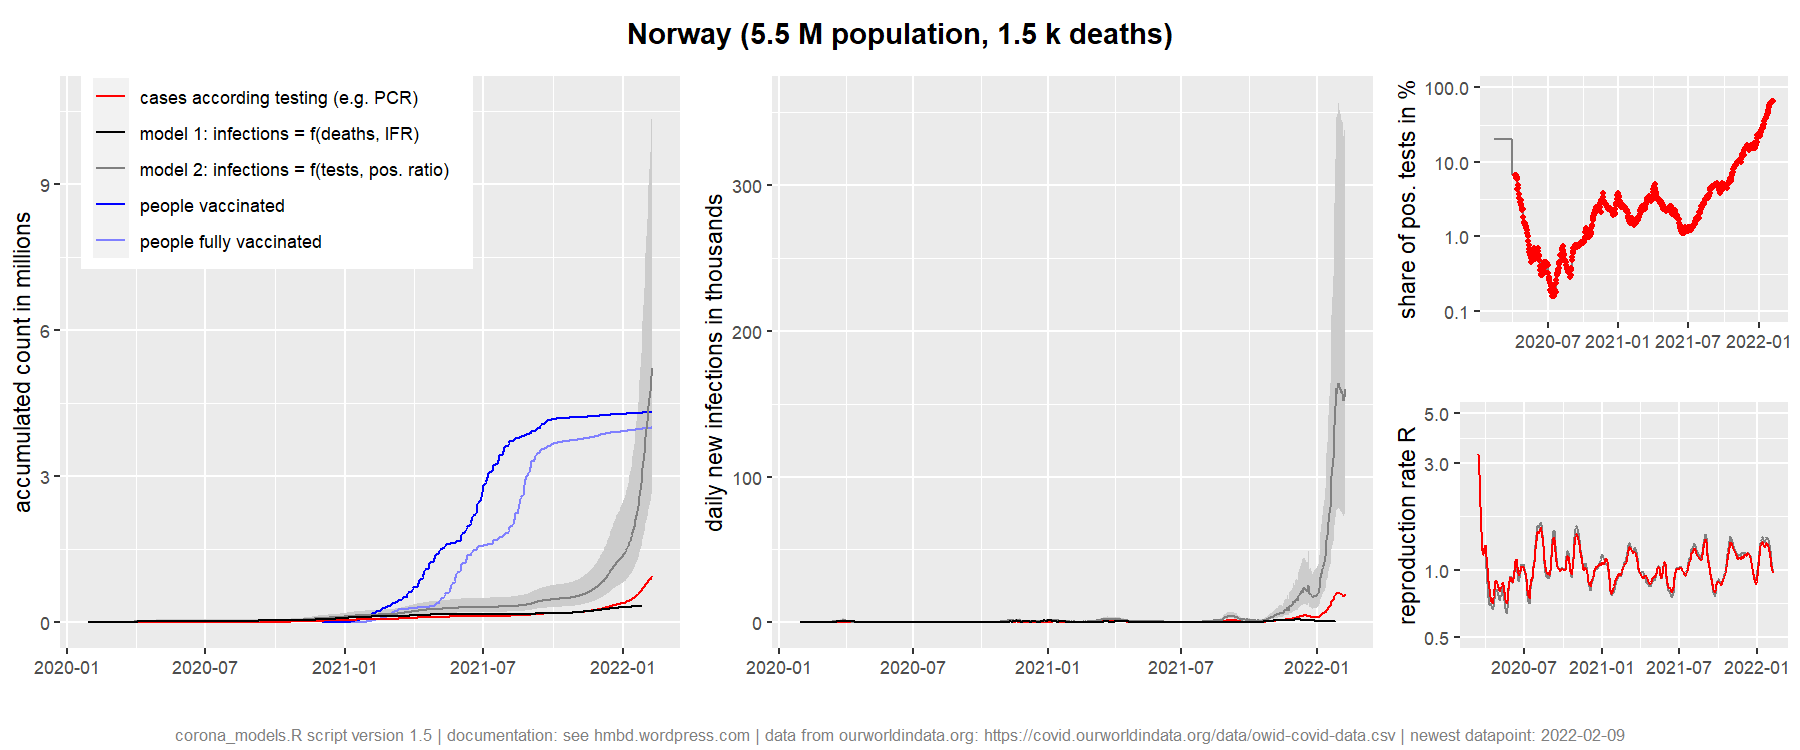 Norway (5.5 M population, 1.5 k deaths)
cases according testing (e.g. PCR)
model 1: infections = f(deaths, IFR)
model 2: infections = f(tests, pos. ratio)
people vaccinated
people fully vaccinated
accumulated count in millions
9
6
3
0
2020-01 2020-07 2021-01 2021-07 2022-01
daily new infections in thousands
300
200
100
0
2020-01 2020-07 2021-01 2021-07 2022-01
share of pos. tests in %
100.0
10.0
1.0
0.1
2020-07 2021-01 2021-07 2022-01
reproduction rate R
5.0
3.0
1.0
0.5
2020-07 2021-01 2021-07 2022-01
corona_models.R script version 1.5 | documentation: see hmbd.wordpress.com | data from ourworldindata.org: https://covid.ourworldindata.org/data/owid-covid-data.csv | newest datapoint: 2022-02-09